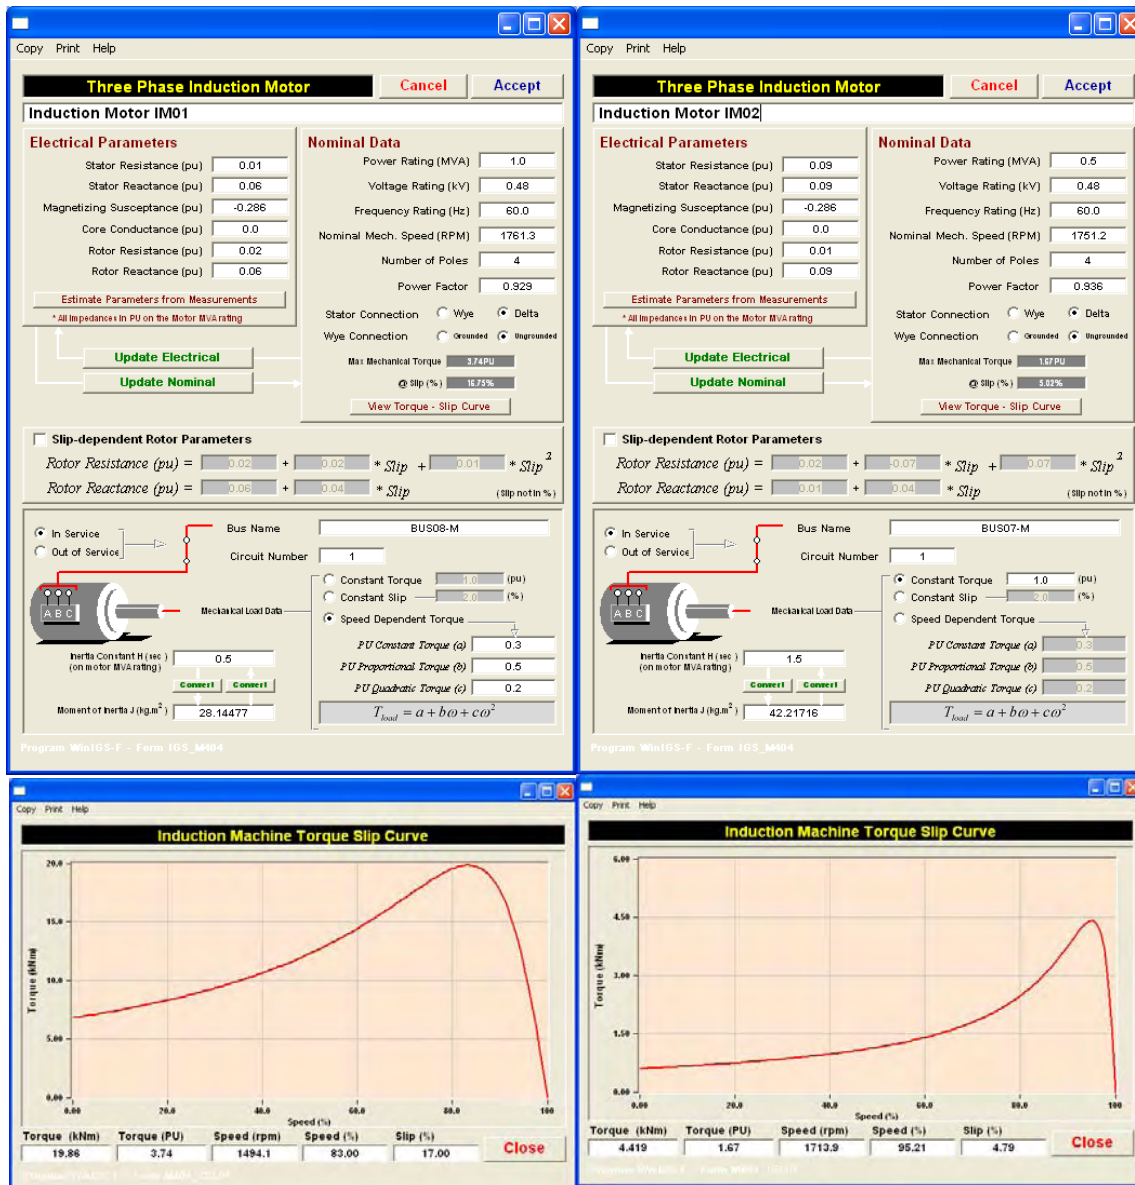 Copy Print Help
Three Phase Induction Motor
Cancel
Accept
Induction Motor IM01
Electrical Parameters
Stator Resistance (pu) 0.01
Stator Reactance (pu) 0.06
Magnetizing Susceptance (pu) -0.286
Core Conductance (pu) 0.0
Rotor Resistance (pu) 0.02
Rotor Reactance (pu) 0.06
Estimate Parameters from Measurements
* All Impedances In PU on the Motor MVA rating
Update Electrical
Update Nominal
Nominal Data
Power Rating (MVA) 1.0
Voltage Rating (kV) 0.48
Frequency Rating (Hz) 60.0
Nominal Mech. Speed (RPM) 1761.3
Number of Poles 4
Power Factor 0.929
Stator Connection Wye Delta
Wye Connection Grounded Ungrounded
Max Mechanical Torque 3.74 PU
@ Slip (%) 16.75%
View Torque - Slip Curve
Slip-dependent Rotor Parameters
Rotor Resistance (pu) = 0.02 + 0.02 * Slip + 0.01 * Slip 2
Rotor Reactance (pu) = 0.06 + 0.04 * Slip (Slip not in %)
In Service
Out of Service
Bus Name BUS08-M
Circuit Number 1
A B C
Mechanical Load Data
Constant Torque 1.0 (pu)
Constant Slip 2.0 (%)
Speed Dependent Torque
PU Constant Torque (a) 0.3
PU Proportional Torque (b) 0.5
PU Quadratic Torque (c) 0.2
T load = a + bω + cω²
Inertia Constant H (sec)
(on motor MVA rating)
0.5
Convert Convert
Moment of Inertia J (kg.m²) 28.14477
Program WinIGS-F - Form IGS_M404
Copy Print Help
Three Phase Induction Motor
Cancel
Accept
Induction Motor IM02
Electrical Parameters
Stator Resistance (pu) 0.09
Stator Reactance (pu) 0.09
Magnetizing Susceptance (pu) -0.286
Core Conductance (pu) 0.0
Rotor Resistance (pu) 0.01
Rotor Reactance (pu) 0.09
Estimate Parameters from Measurements
* All Impedances In PU on the Motor MVA rating
Update Electrical
Update Nominal
Nominal Data
Power Rating (MVA) 0.5
Voltage Rating (kV) 0.48
Frequency Rating (Hz) 60.0
Nominal Mech. Speed (RPM) 1751.2
Number of Poles 4
Power Factor 0.936
Stator Connection Wye Delta
Wye Connection Grounded Ungrounded
Max Mechanical Torque 1.67 PU
@ Slip (%) 5.02%
View Torque - Slip Curve
Slip-dependent Rotor Parameters
Rotor Resistance (pu) = 0.02 + -0.07 * Slip + 0.07 * Slip 2
Rotor Reactance (pu) = 0.01 + 0.04 * Slip (Slip not in %)
In Service
Out of Service
Bus Name BUS07-M
Circuit Number 1
A B C
Mechanical Load Data
Constant Torque 1.0 (pu)
Constant Slip 2.0 (%)
Speed Dependent Torque
PU Constant Torque (a) 0.3
PU Proportional Torque (b) 0.5
PU Quadratic Torque (c) 0.2
T load = a + bω + cω²
Inertia Constant H (sec)
(on motor MVA rating)
1.5
Convert Convert
Moment of Inertia J (kg.m²) 42.21716
Program WinIGS-F - Form IGS_M404
Copy Print Help
Induction Machine Torque Slip Curve
20.0
15.0
10.0
5.00
0.00
Torque (kNm)
0.00 20.0 40.0 60.0 80.0 100
Speed (%)
Torque (kNm) Torque (PU) Speed (rpm) Speed (%) Slip (%)
19.86 3.74 1494.1 83.00 17.00
Close
Copy Print Help
Induction Machine Torque Slip Curve
6.00
4.50
3.00
1.50
0.00
Torque (kNm)
0.00 20.0 40.0 60.0 80.0 100
Speed (%)
Torque (kNm) Torque (PU) Speed (rpm) Speed (%) Slip (%)
4.419 1.67 1713.9 95.21 4.79
Close